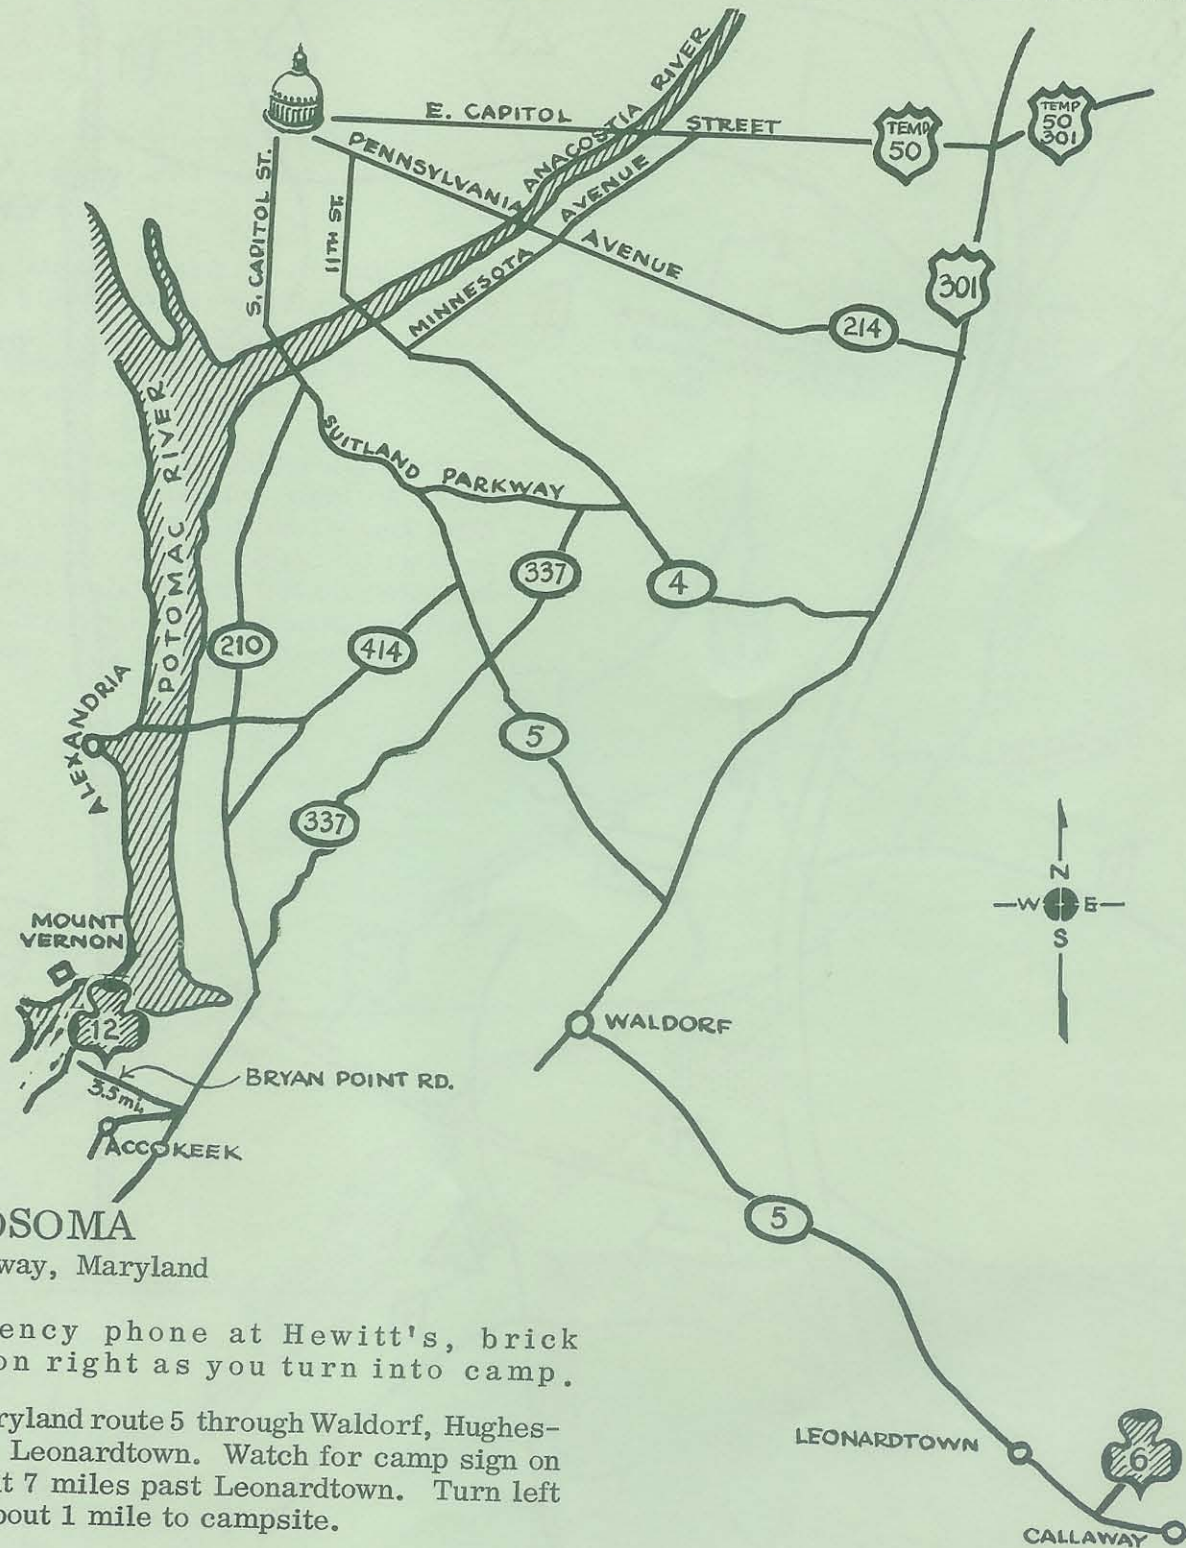 ANACOSTIA RIVER
E. CAPITOL STREET
TEMP
50
TEMP
50
301
PENNSYLVANIA AVENUE
S. CAPITOL ST.
11TH ST.
MINNESOTA AVENUE
301
214
POTOMAC RIVER
SUITLAND PARKWAY
337
4
210
414
ALEXANDRIA
5
337
N
W E
S
MOUNT
VERNON
12
WALDORF
BRYAN POINT RD.
3.5 mi.
ACCOKEEK
OSOMA
way, Maryland
5
ency phone at Hewitt's, brick
on right as you turn into camp.
ryland route 5 through Waldorf, Hughes-
Leonardtown. Watch for camp sign on
t 7 miles past Leonardtown. Turn left
bout 1 mile to campsite.
LEONARDTOWN
6
CALLAWAY